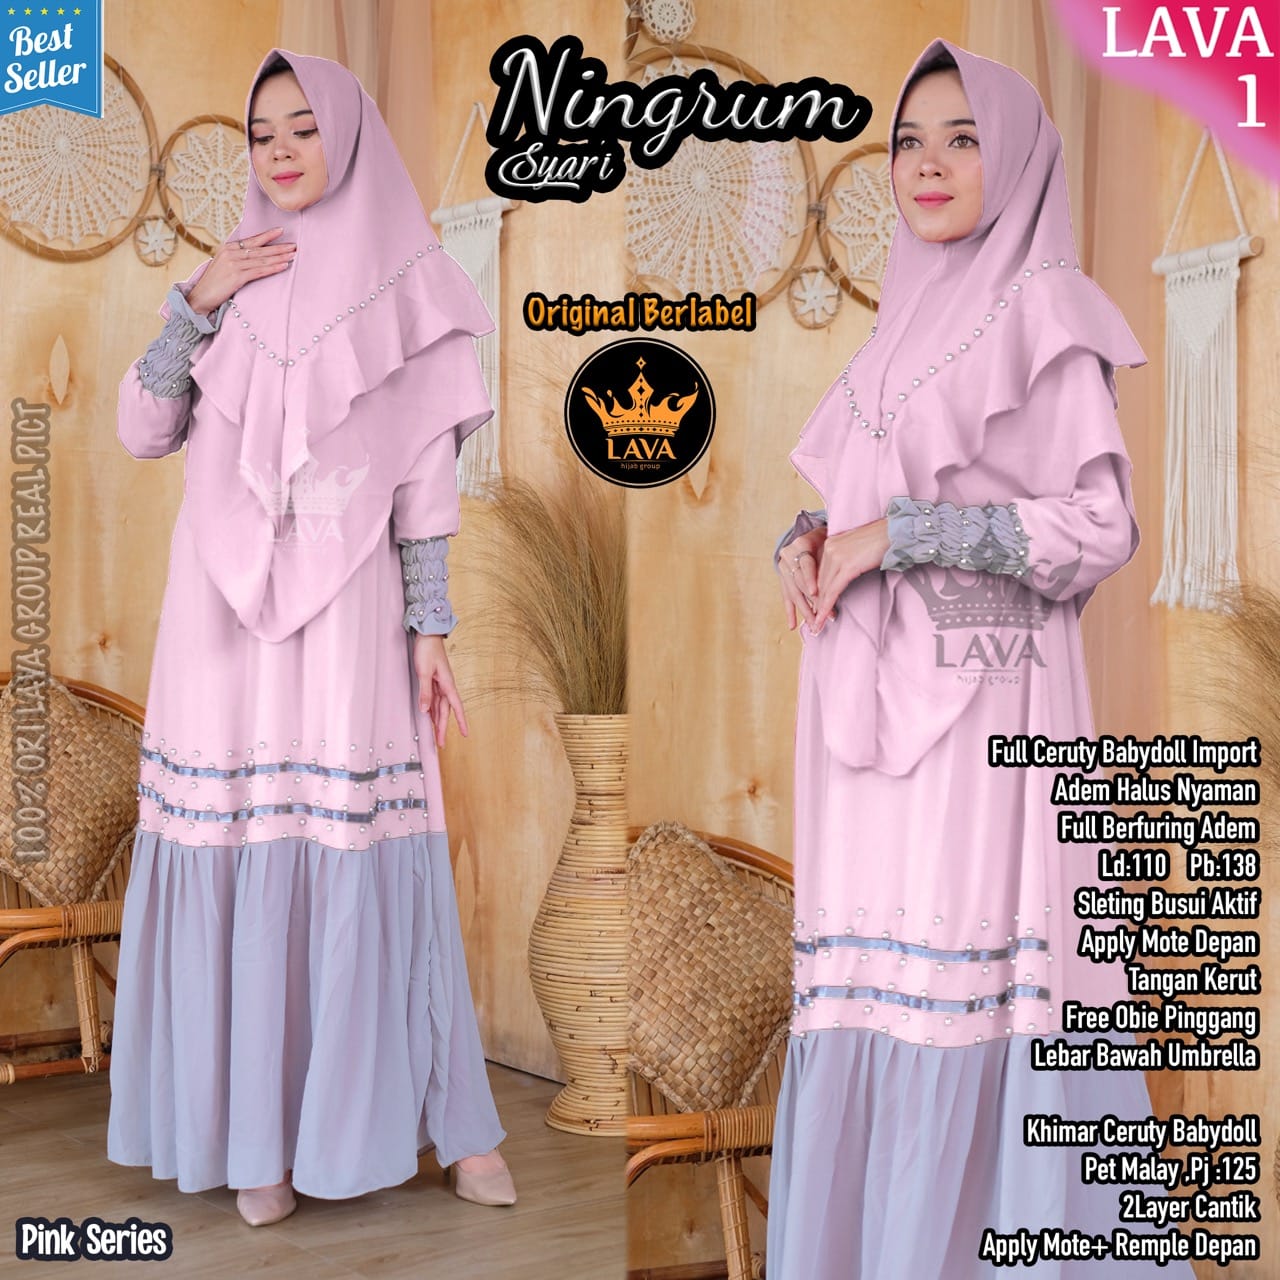 Best
Seller
Ningrum
Syar'i
LAVA
1
Original Berlabel
LAVA
hijab group
LAVA
LAVA
hijab group
100% ORI LAVA GROUP REAL PICT
Full Ceruty Babydoll Import
Adem Halus Nyaman
Full Berfuring Adem
Ld:110 Pb:138
Sleting Busui Aktif
Apply Mote Depan
Tangan Kerut
Free Obie Pinggang
Lebar Bawah Umbrella
Khimar Ceruty Babydoll
Pet Malay ,Pj :125
2Layer Cantik
Apply Mote+ Remple Depan
Pink Series